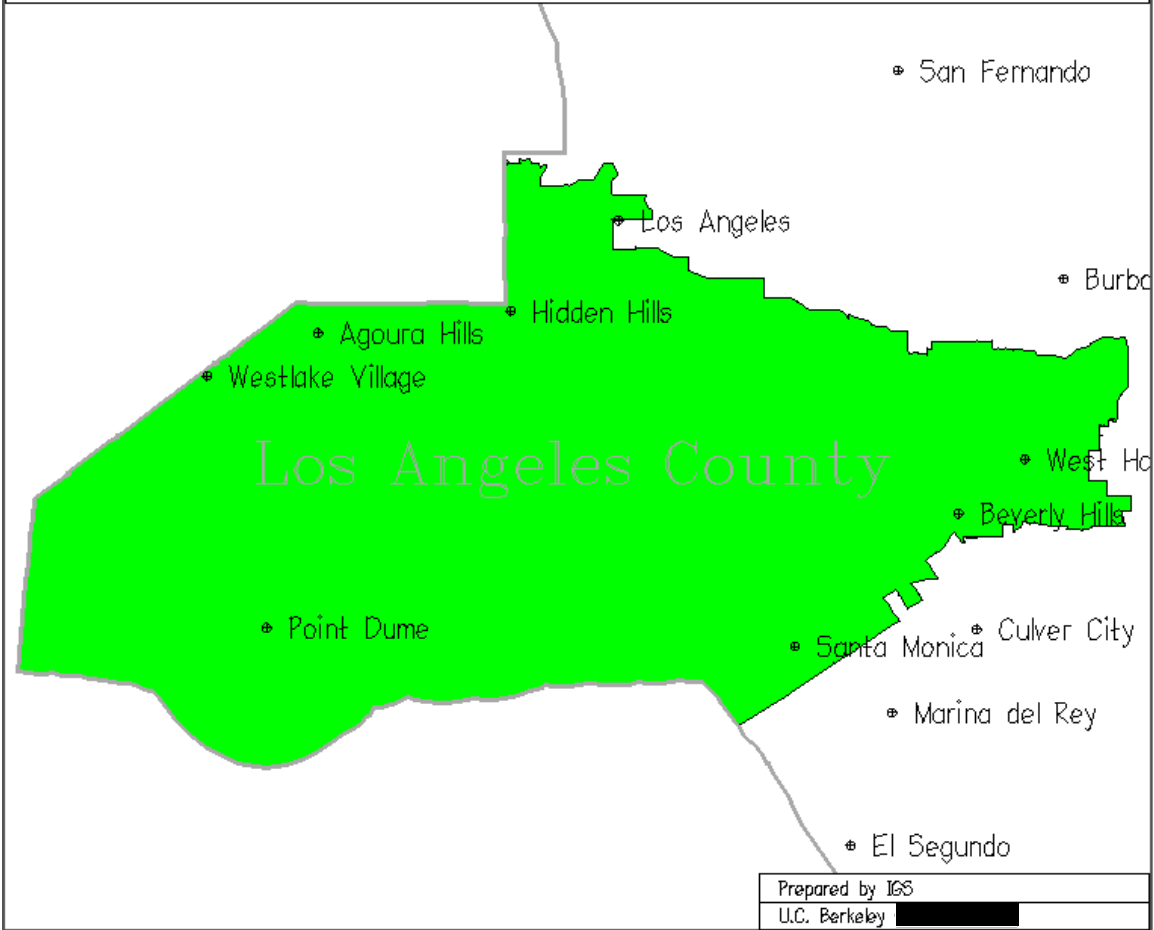 San Fernando
Los Angeles
Burbc
Hidden Hills
Agoura Hills
Westlake Village
Los Angeles County
West Ho
Beverly Hills
Point Dume
Culver City
Santa Monica
Marina del Rey
El Segundo
Prepared by IGS
U.C. Berkeley